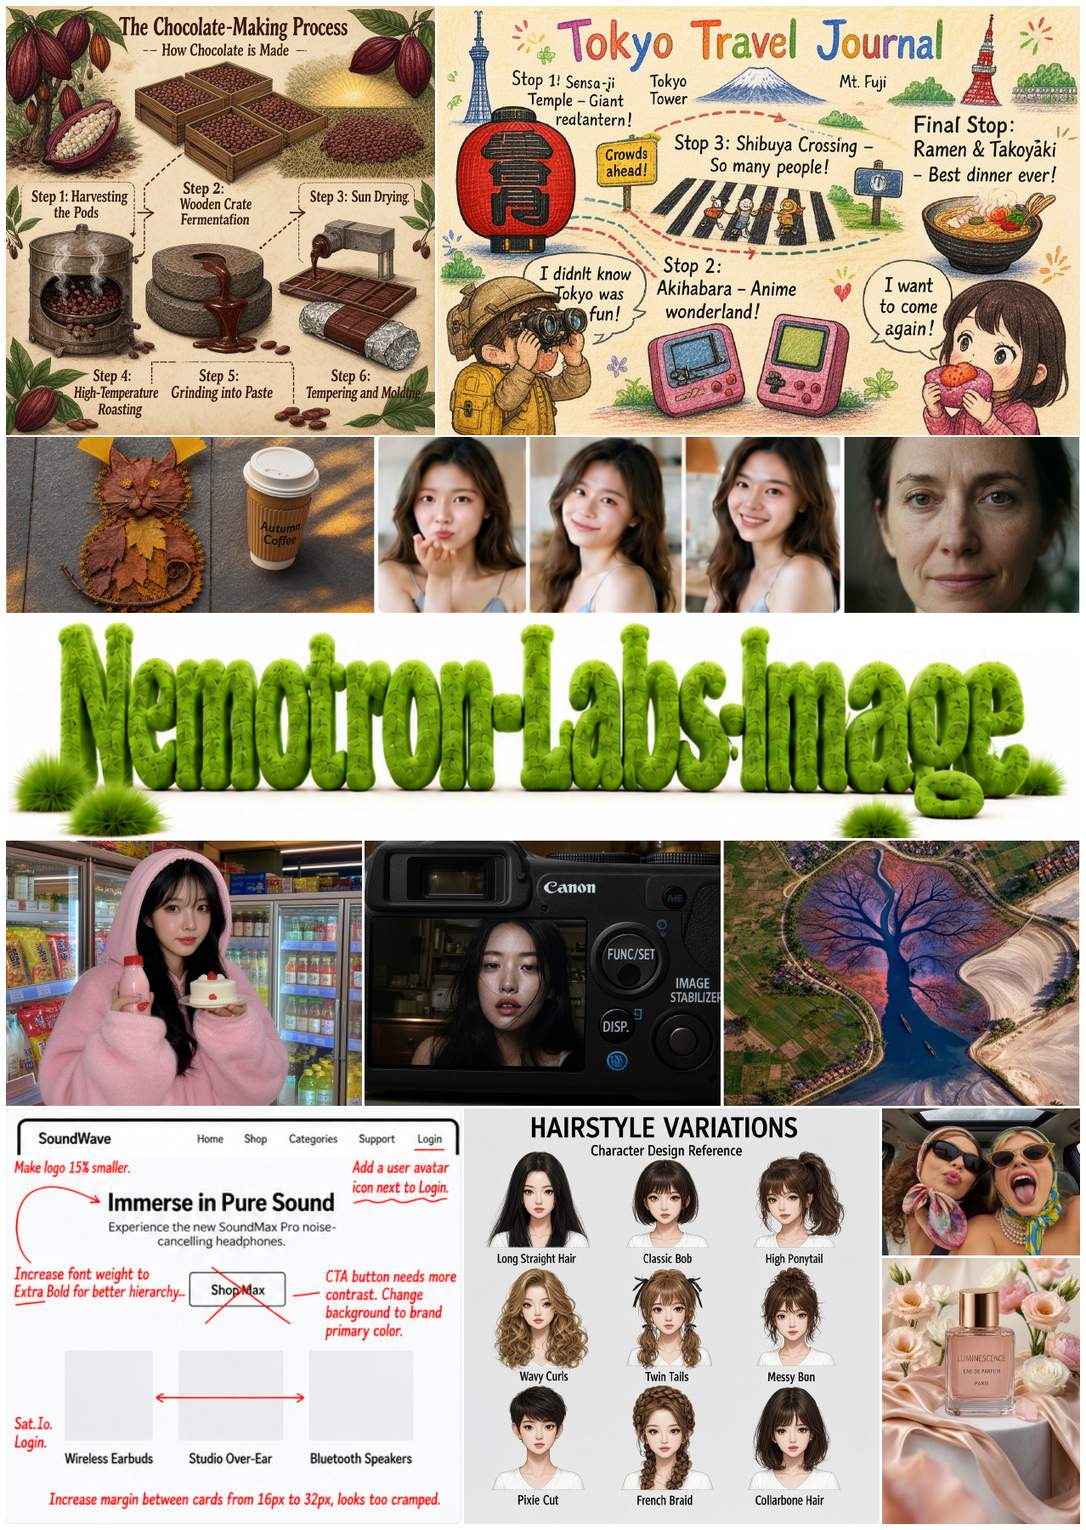 The Chocolate-Making Process
How Chocolate is Made
Step 1: Harvesting
the Pods
Step 2:
Wooden Crate
Fermentation
Step 3: Sun Drying.
Step 4:
High-Temperature
Roasting
Step 5:
Grinding into Paste
Step 6:
Tempering and Molding
Tokyo Travel Journal
Stop 1! Sensa-ji
Temple – Giant
redlantern!
Tokyo
Tower
Mt. Fuji
Crowds
ahead!
Stop 3: Shibuya Crossing –
So many people!
Final Stop:
Ramen & Takoyaki
– Best dinner ever!
I didnlt know
Tokyo was
fun!
Stop 2:
Akihabara – Anime
wonderland!
I want
to come
again!
Autumn
Coffee
Nemotron-Labs-Image
Canon
FUNC/SET
IMAGE
STABILIZER
DISP.
SoundWave
Home
Shop
Categories
Support
Login
Make logo 15% smaller.
Add a user avatar
icon next to Login.
Immerse in Pure Sound
Experience the new SoundMax Pro noise-
cancelling headphones.
Increase font weight to
Extra Bold for better hierarchy..
Shop Max
CTA button needs more
contrast. Change
background to brand
primary color.
Sat.Io.
Login.
Wireless Earbuds
Studio Over-Ear
Bluetooth Speakers
Increase margin between cards from 16px to 32px, looks too cramped.
HAIRSTYLE VARIATIONS
Character Design Reference
Long Straight Hair
Classic Bob
High Ponytail
Wavy Curls
Twin Tails
Messy Bon
Pixie Cut
French Braid
Collarbone Hair
LUMINESCENCE
EAU DE PARFUM
PARIS